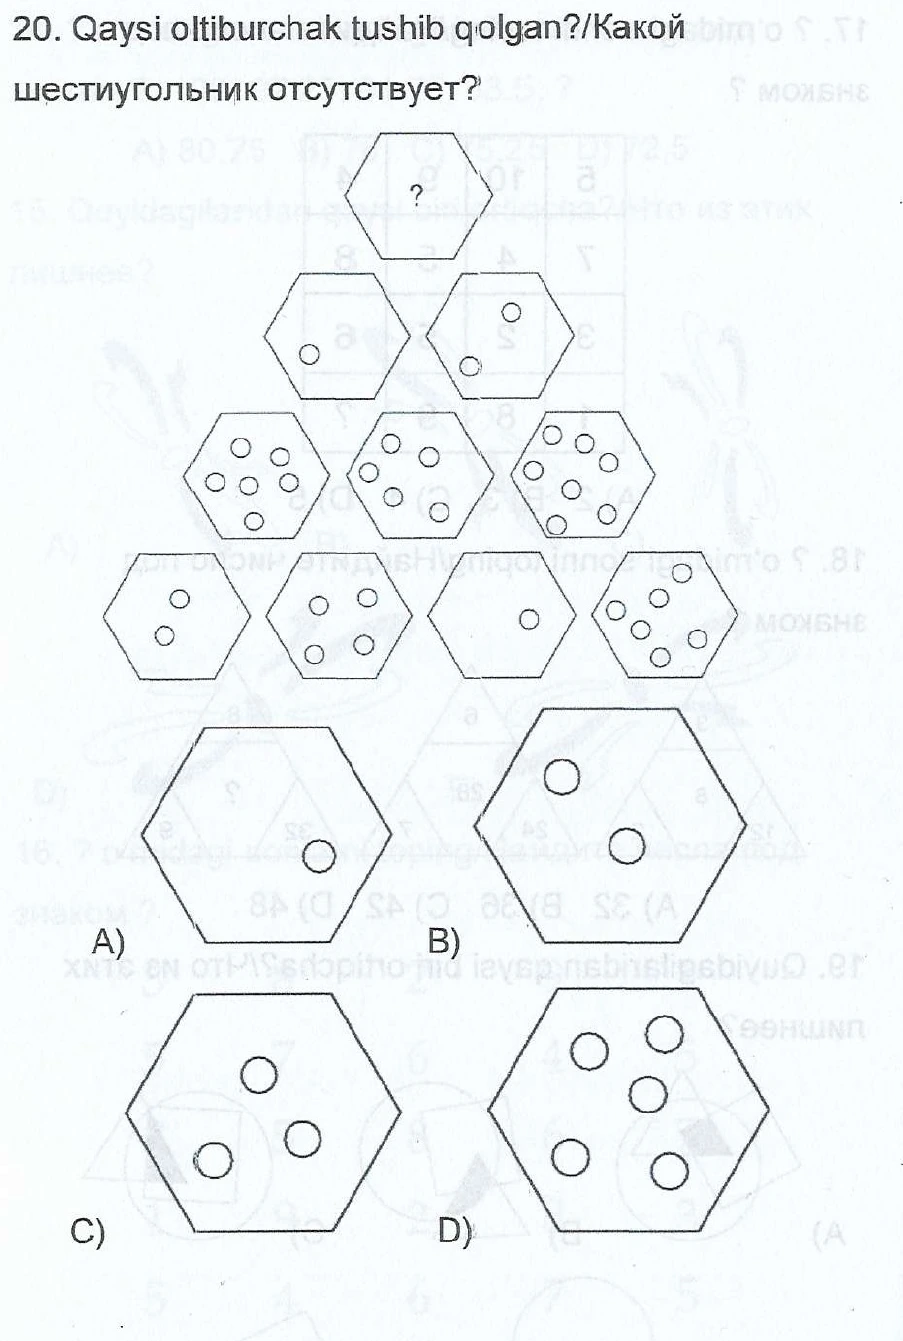 20. Qaysi oltiburchak tushib qolgan?/Какой
шестиугольник отсутствует?
?
A)
B)
C)
D)